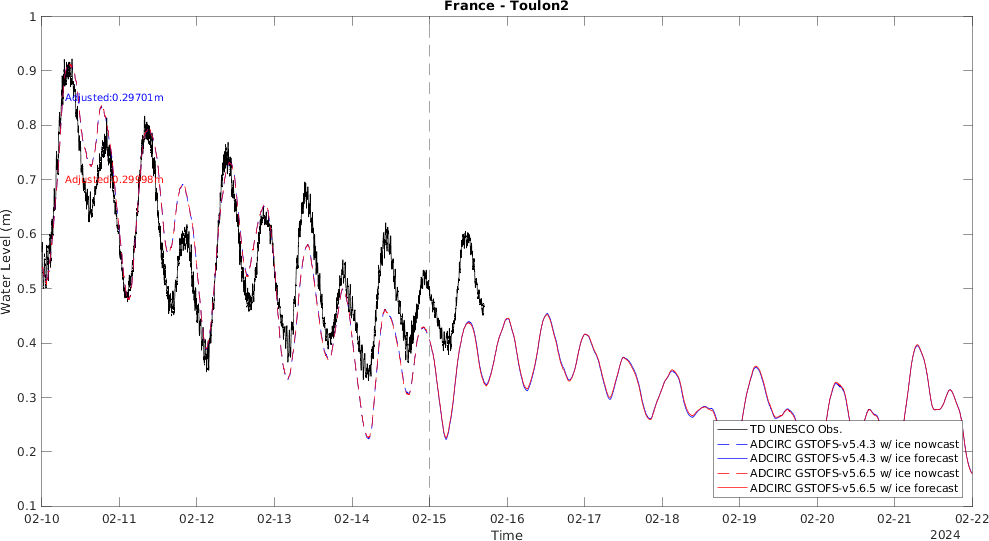 France - Toulon2
1
0.9
0.8
0.7
0.6
0.5
0.4
0.3
0.2
0.1
Water Level (m)
Adjusted:0.29701m
Adjusted:0.29998m
TD UNESCO Obs.
ADCIRC GSTOFS-v5.4.3 w/ ice nowcast
ADCIRC GSTOFS-v5.4.3 w/ ice forecast
ADCIRC GSTOFS-v5.6.5 w/ ice nowcast
ADCIRC GSTOFS-v5.6.5 w/ ice forecast
02-10 02-11 02-12 02-13 02-14 02-15 02-16 02-17 02-18 02-19 02-20 02-21 02-22
Time
2024